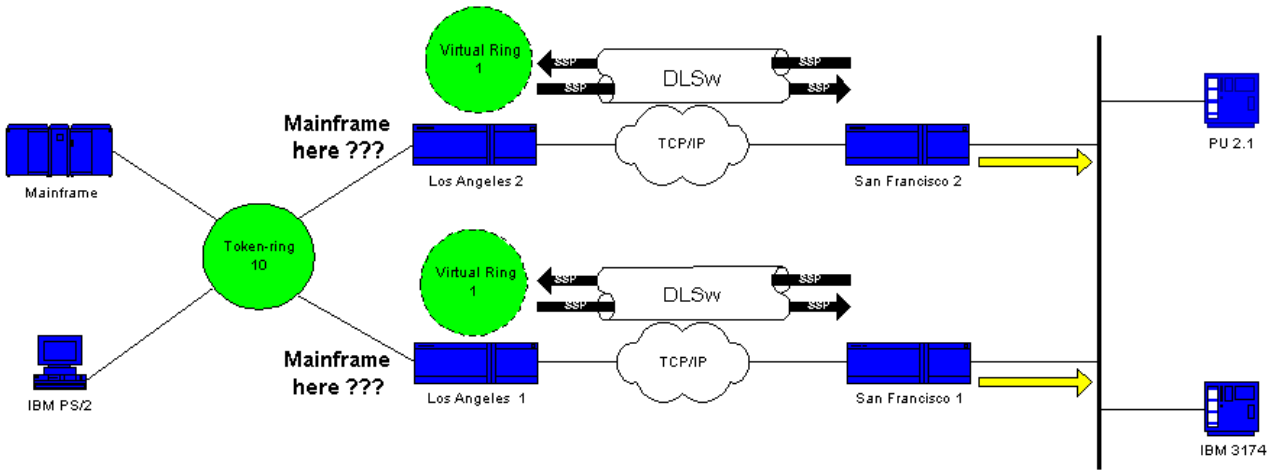 Virtual Ring
1
SSP
SSP
DLSw
SSP
SSP
Mainframe
here ???
Mainframe
Los Angeles 2
TCP/IP
San Francisco 2
PU 2.1
Token-ring
10
Virtual Ring
1
SSP
SSP
DLSw
SSP
SSP
Mainframe
here ???
IBM PS/2
Los Angeles 1
TCP/IP
San Francisco 1
IBM 3174